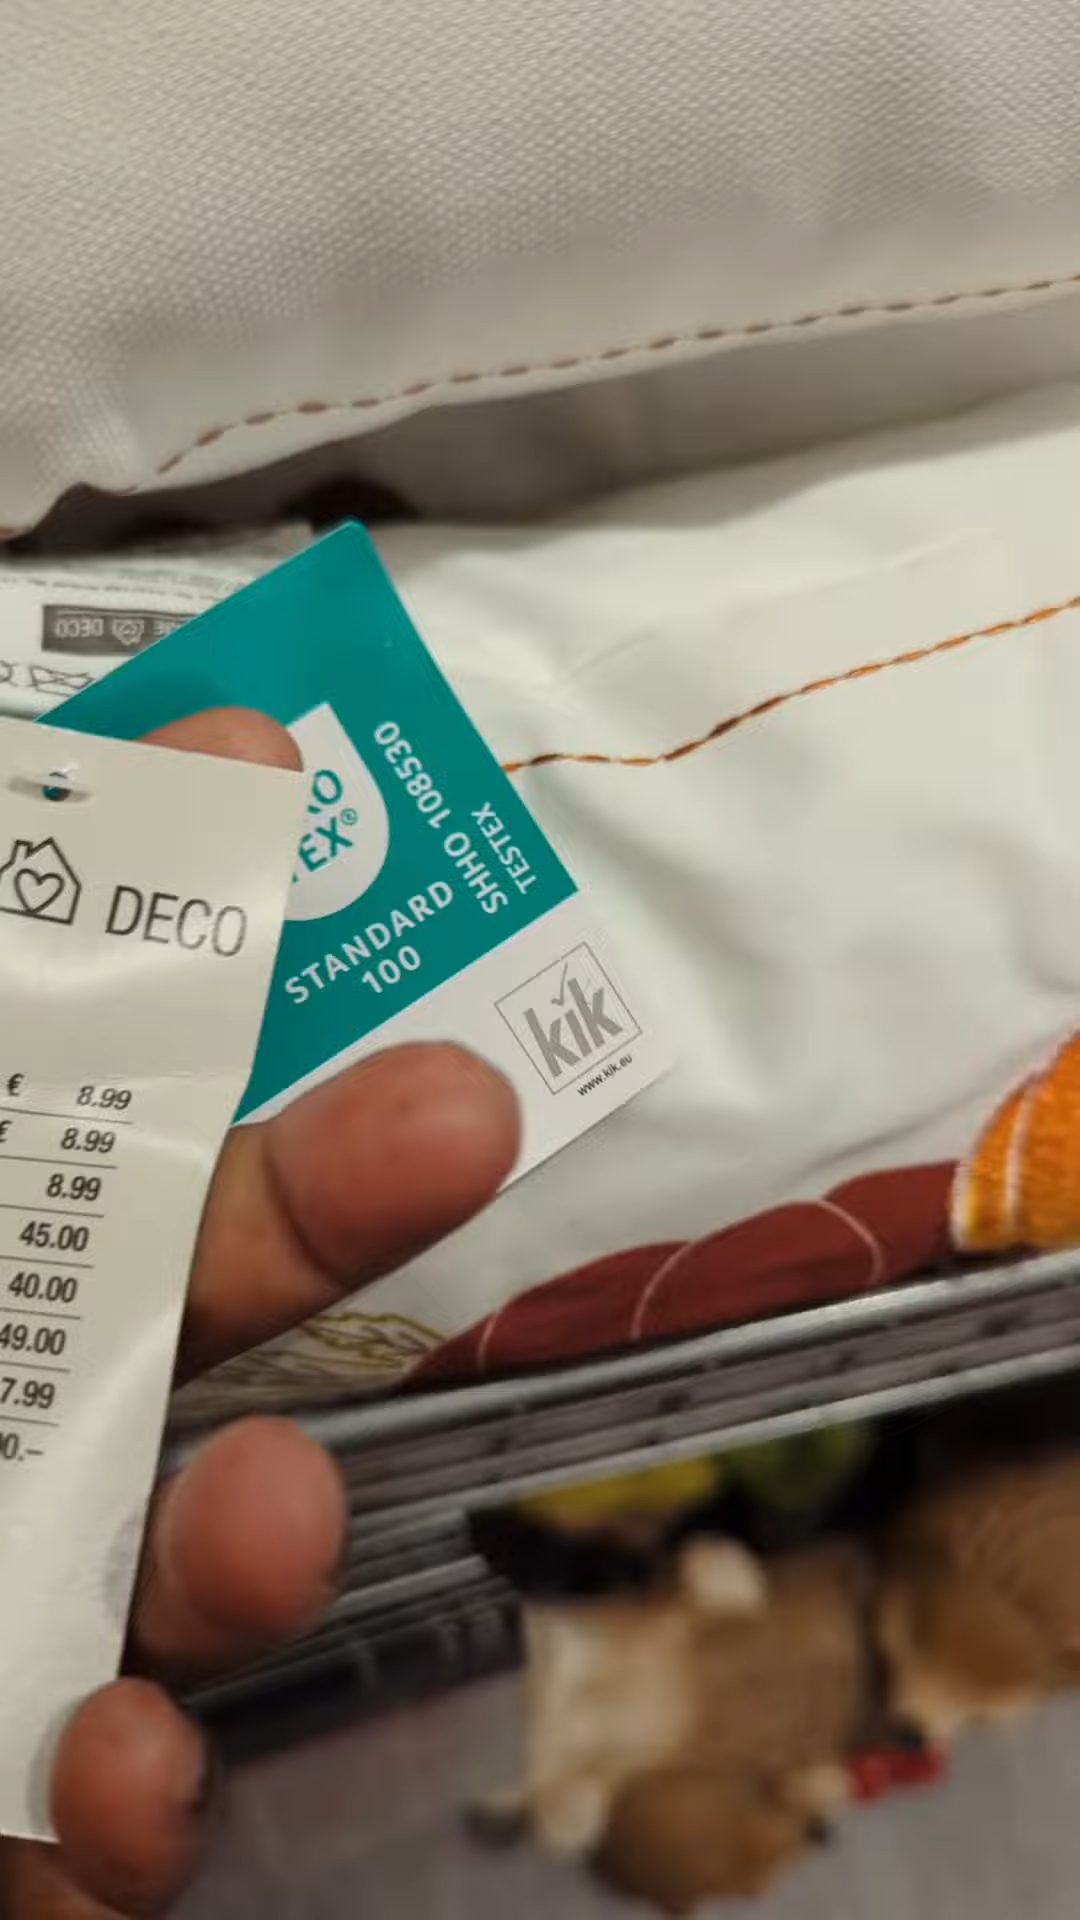 DECO
DECO
€ 8.99
€ 8.99
8.99
45.00
40.00
49.00
7.99
0.–
EX®
STANDARD
100
SHHO 108530
TESTEX
kik
www.kik.eu